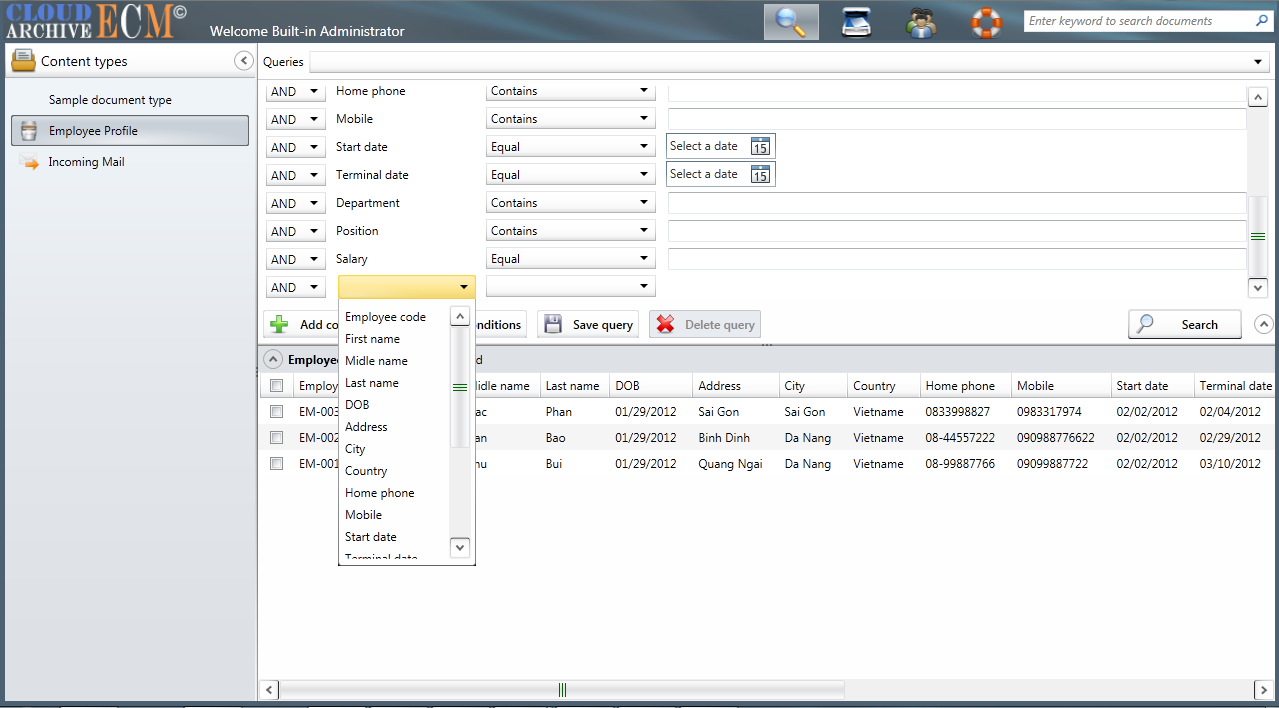 CLOUD ARCHIVE ECM©
Welcome Built-in Administrator
Enter keyword to search documents
Content types
Sample document type
Employee Profile
Incoming Mail
Queries
AND Home phone Contains
AND Mobile Contains
AND Start date Equal Select a date 15
AND Terminal date Equal Select a date 15
AND Department Contains
AND Position Contains
AND Salary Equal
AND
Employee code
First name
Midle name
Last name
DOB
Address
City
Country
Home phone
Mobile
Start date
Terminal date
Add co nditions Save query Delete query Search
Employe d
Employ Midle name Last name DOB Address City Country Home phone Mobile Start date Terminal date
EM-003 ac Phan 01/29/2012 Sai Gon Sai Gon Vietname 0833998827 0983317974 02/02/2012 02/04/2012
EM-002 an Bao 01/29/2012 Binh Dinh Da Nang Vietname 08-44557222 090988776622 02/02/2012 02/29/2012
EM-001 hu Bui 01/29/2012 Quang Ngai Da Nang Vietname 08-99887766 09099887722 02/02/2012 03/10/2012